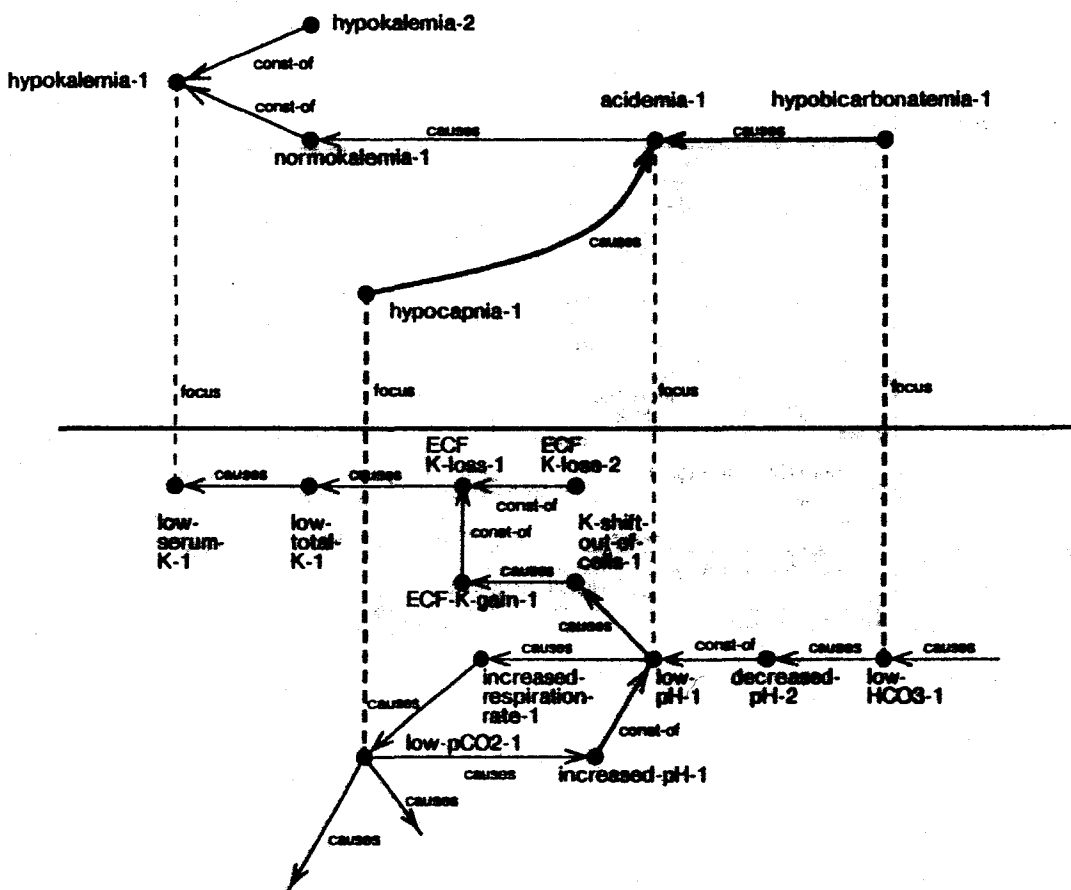 hypokalemia-2
const-of
hypokalemia-1
const-of
acidemia-1
hypobicarbonatemia-1
causes
causes
normokalemia-1
causes
hypocapnia-1
focus
focus
focus
focus
ECF
K-loss-1
ECF
K-loss-2
causes
causes
const-of
low-
serum-
K-1
low-
total-
K-1
const-of
K-shift-
out-of-
cells-1
causes
ECF-K-gain-1
causes
causes
const-of
causes
causes
increased-
respiration-
rate-1
low-
pH-1
decreased-
pH-2
low-
HCO3-1
causes
const-of
low-pCO2-1
causes
increased-pH-1
causes
causes